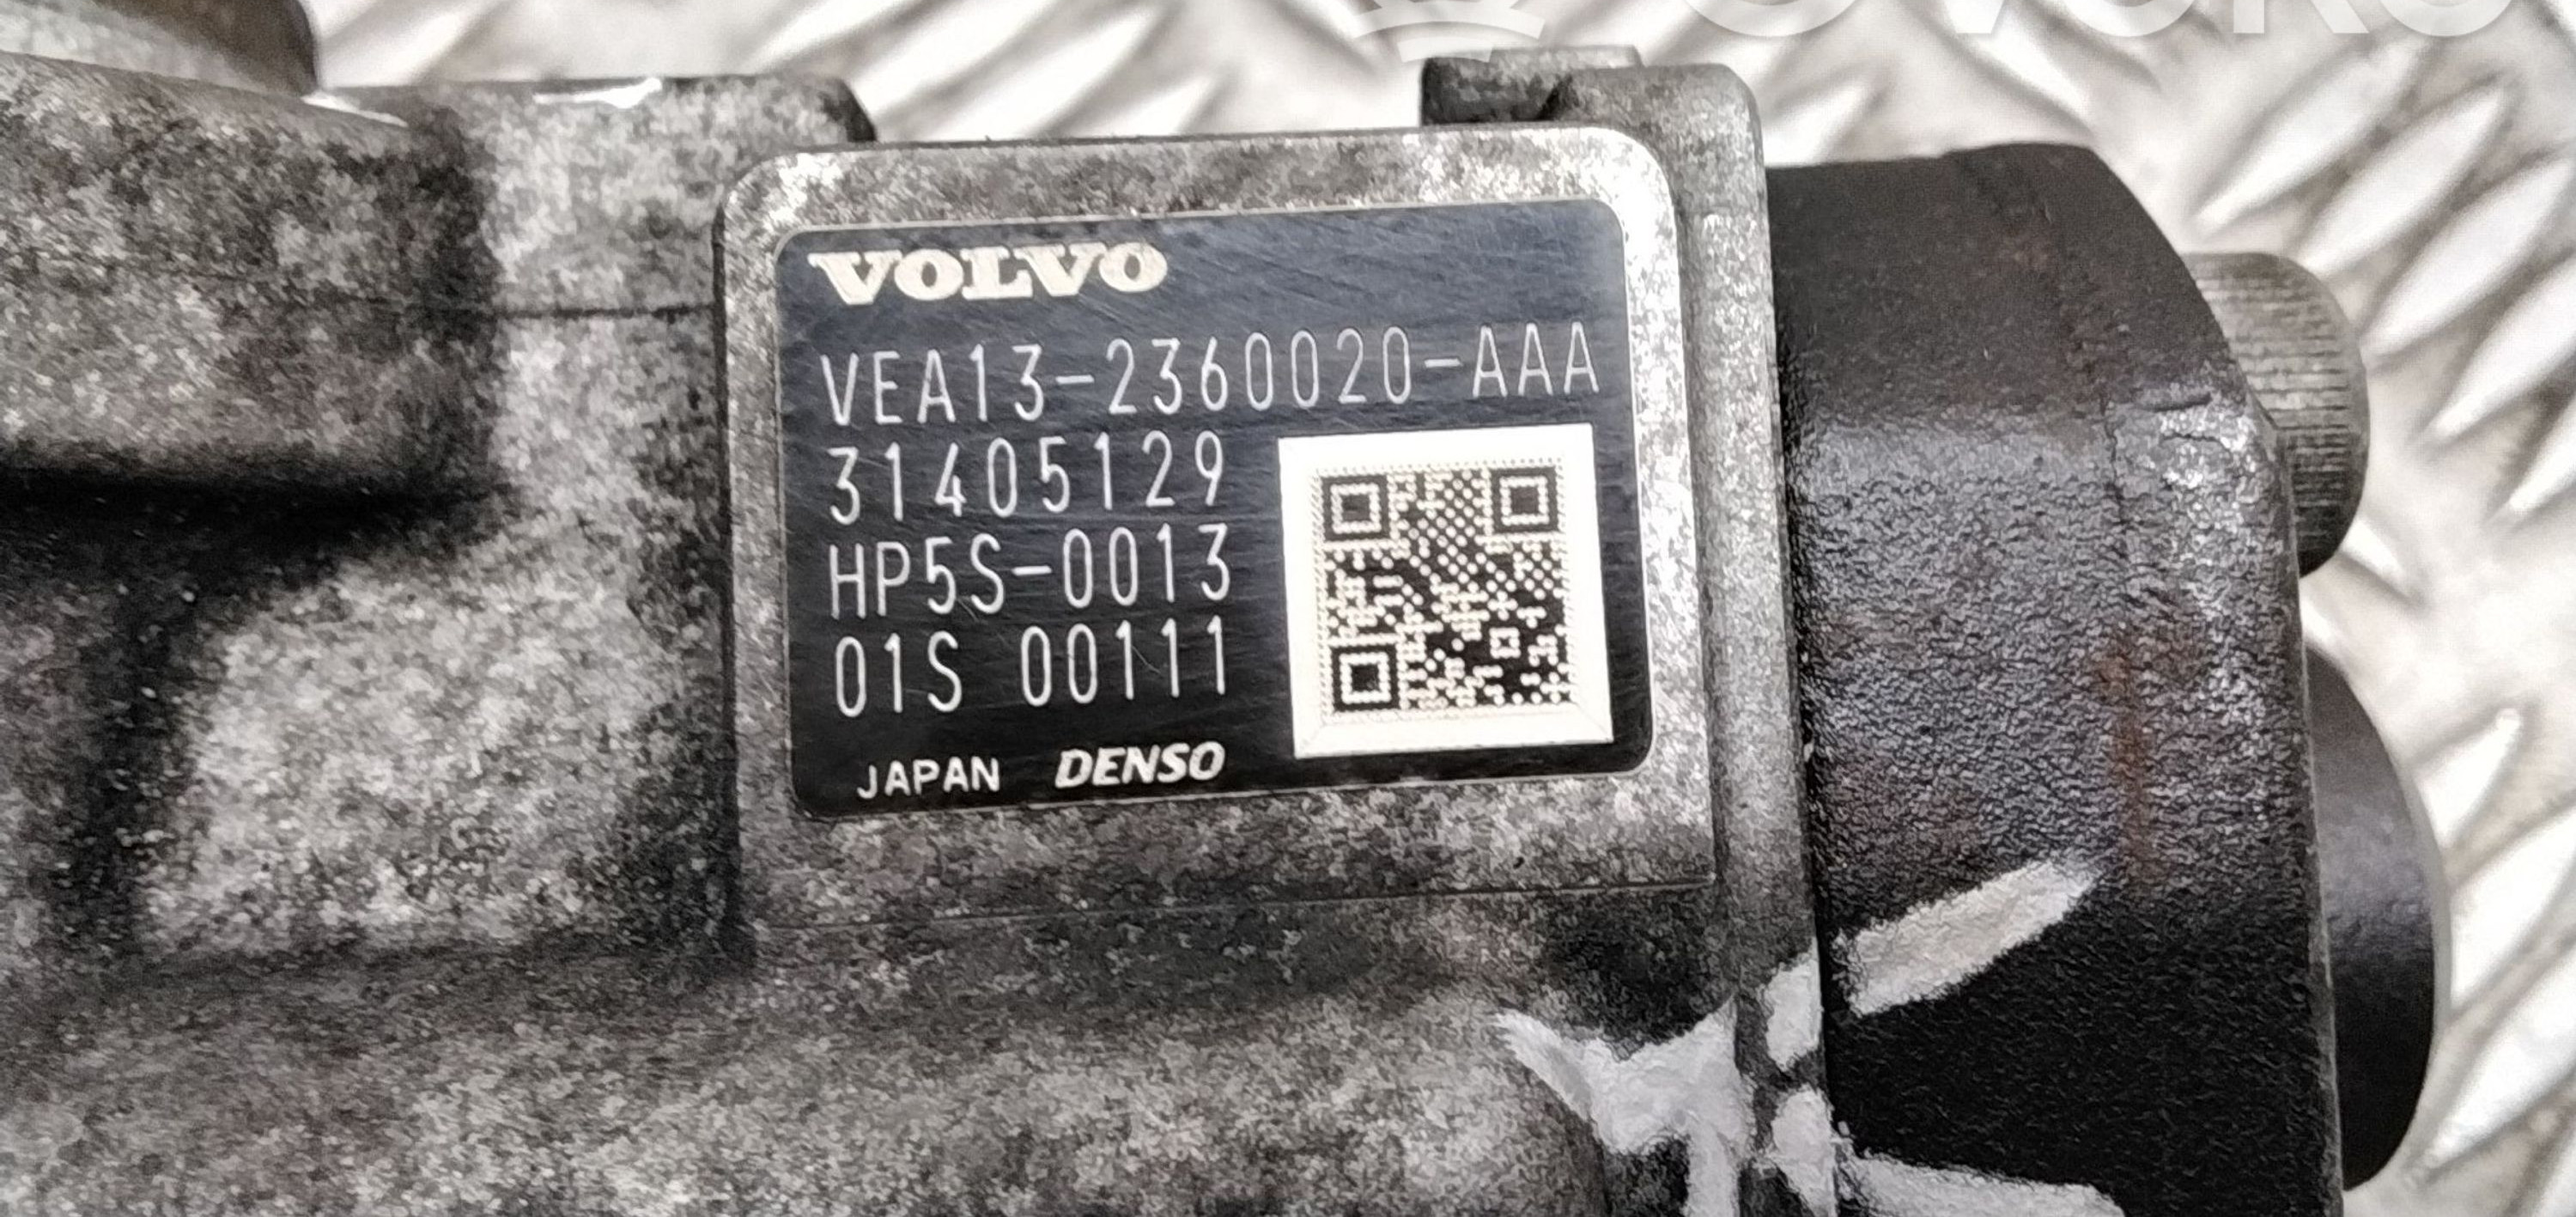 VOLVO
VEA13-2360020-AAA
31405129
HP5S-0013
01S 00111
JAPAN DENSO